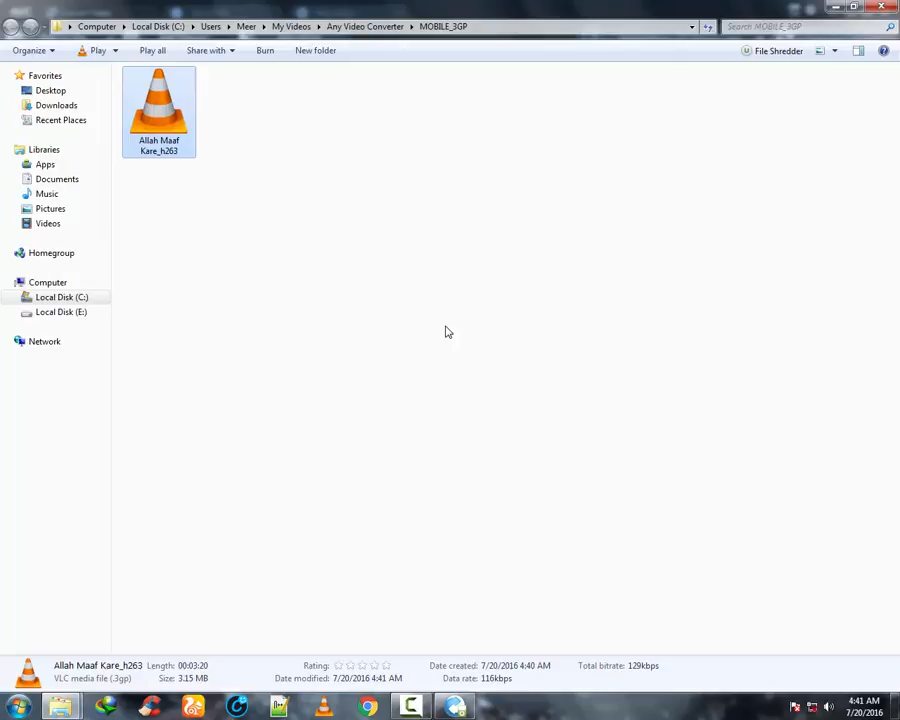 Computer Local Disk (C:) Users Meer My Videos Any Video Converter MOBILE_3GP Search MOBILE_3GP
Organize Play Play all Share with Burn New folder File Shredder
Favorites
Desktop
Downloads
Recent Places
Libraries
Apps
Documents
Music
Pictures
Videos
Homegroup
Computer
Local Disk (C:)
Local Disk (E:)
Network
Allah Maaf
Kare_h263
Allah Maaf Kare_h263 Length: 00:03:20 Rating: Date created: 7/20/2016 4:40 AM Total bitrate: 129kbps
VLC media file (.3gp) Size: 3.15 MB Date modified: 7/20/2016 4:41 AM Data rate: 116kbps
4:41 AM
7/20/2016